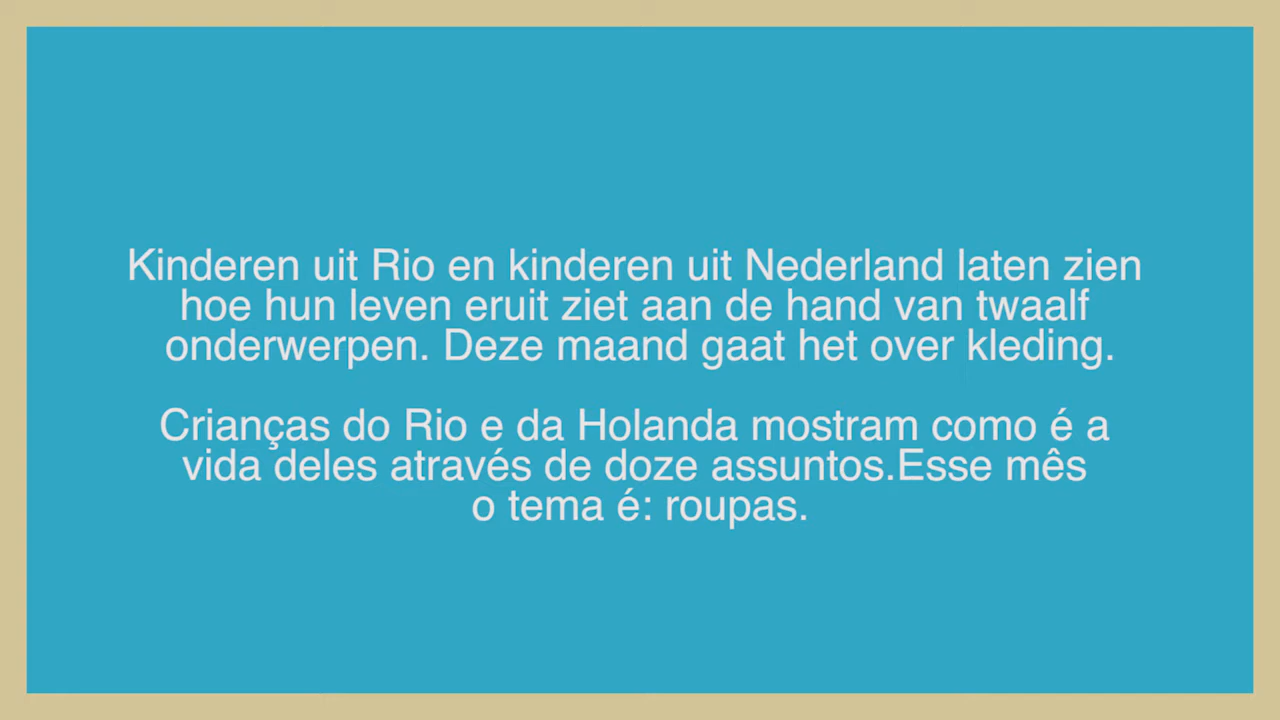 Kinderen uit Rio en kinderen uit Nederland laten zien
hoe hun leven eruit ziet aan de hand van twaalf
onderwerpen. Deze maand gaat het over kleding.
Crianças do Rio e da Holanda mostram como é a
vida deles através de doze assuntos.Esse mês
o tema é: roupas.